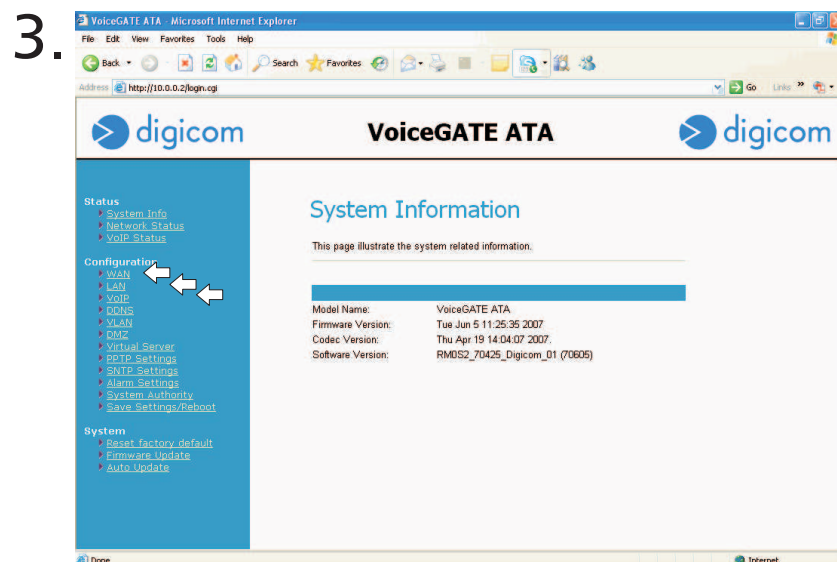 3.
VoiceGATE ATA - Microsoft Internet Explorer
File Edit View Favorites Tools Help
Back Search Favorites
Address http://10.0.0.2/login.cgi Go Links »
digicom VoiceGATE ATA digicom
Status
System Info
Network Status
VoIP Status
Configuration
WAN
LAN
VoIP
DDNS
VLAN
DMZ
Virtual Server
PPTP Settings
SNTP Settings
Alarm Settings
System Authority
Save Settings/Reboot
System
Reset factory default
Firmware Update
Auto Update
System Information
This page illustrate the system related information.
Model Name: VoiceGATE ATA
Firmware Version: Tue Jun 5 11:25:35 2007
Codec Version: Thu Apr 19 14:04:07 2007.
Software Version: RM0S2_70425_Digicom_01 (70605)
Done Internet